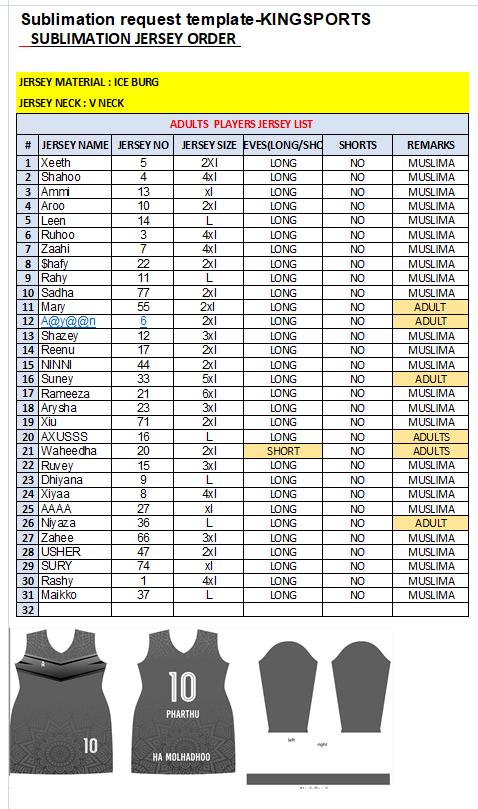 Sublimation request template-KINGSPORTS
SUBLIMATION JERSEY ORDER
JERSEY MATERIAL : ICE BURG
JERSEY NECK : V NECK
ADULTS PLAYERS JERSEY LIST
# JERSEY NAME JERSEY NO JERSEY SIZE EVES(LONG/SHO SHORTS REMARKS
1 Xeeth 5 2Xl LONG NO MUSLIMA
2 Shahoo 4 4xl LONG NO MUSLIMA
3 Ammi 13 xl LONG NO MUSLIMA
4 Aroo 10 2xl LONG NO MUSLIMA
5 Leen 14 L LONG NO MUSLIMA
6 Ruhoo 3 4xl LONG NO MUSLIMA
7 Zaahi 7 4xl LONG NO MUSLIMA
8 $hafy 22 2xl LONG NO MUSLIMA
9 Rahy 11 L LONG NO MUSLIMA
10 Sadha 77 2xl LONG NO MUSLIMA
11 Mary 55 2xl LONG NO ADULT
12 A@y@@n 6 2xl LONG NO ADULT
13 Shazey 12 3xl LONG NO MUSLIMA
14 Reenu 17 2xl LONG NO MUSLIMA
15 NINNI 44 2xl LONG NO MUSLIMA
16 Suney 33 5xl LONG NO ADULT
17 Rameeza 21 6xl LONG NO MUSLIMA
18 Arysha 23 3xl LONG NO MUSLIMA
19 Xiu 71 2xl LONG NO MUSLIMA
20 AXUSSS 16 L LONG NO ADULTS
21 Waheedha 20 2xl SHORT NO ADULTS
22 Ruvey 15 3xl LONG NO MUSLIMA
23 Dhiyana 9 L LONG NO MUSLIMA
24 Xiyaa 8 4xl LONG NO MUSLIMA
25 AAAA 27 xl LONG NO MUSLIMA
26 Niyaza 36 L LONG NO ADULT
27 Zahee 66 3xl LONG NO MUSLIMA
28 USHER 47 2xl LONG NO MUSLIMA
29 SURY 74 xl LONG NO MUSLIMA
30 Rashy 1 4xl LONG NO MUSLIMA
31 Maikko 37 L LONG NO MUSLIMA
32
10
10
PHARTHU
HA MOLHADHOO
left
right